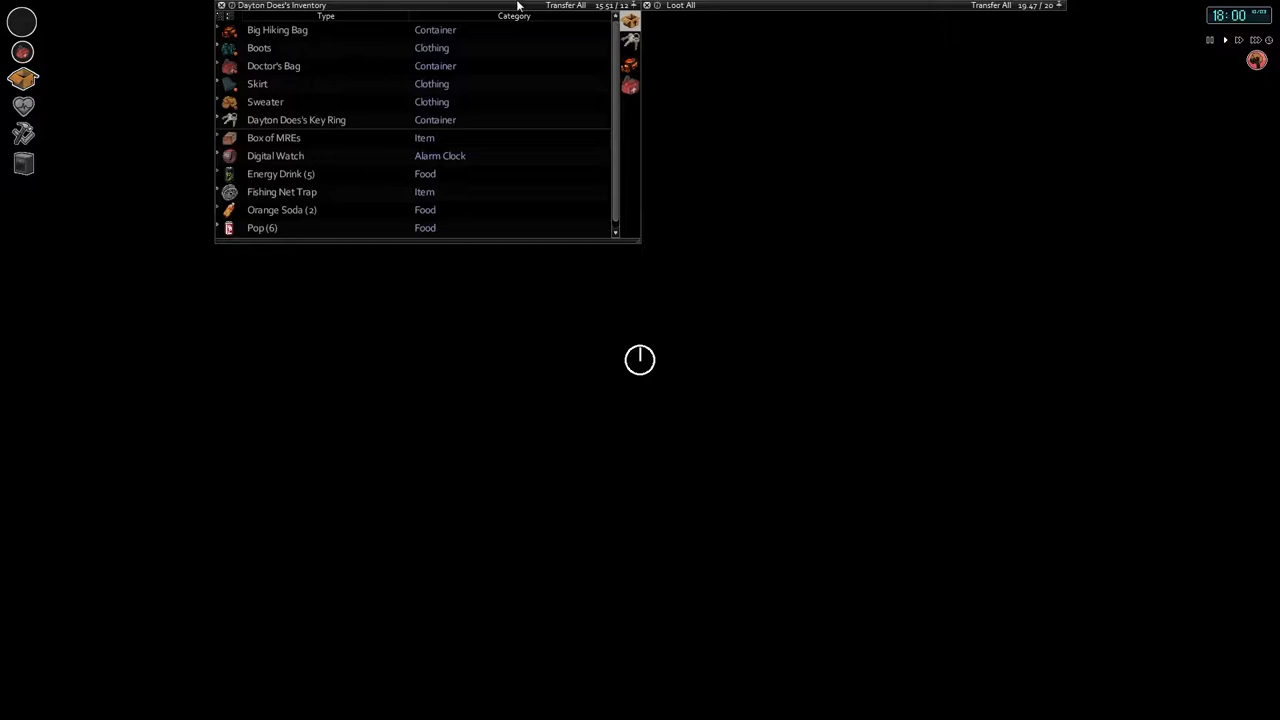 Dayton Does's Inventory Transfer All 15.51 / 12
Loot All Transfer All 19.47 / 20
18:00
Type Category
Big Hiking Bag Container
Boots Clothing
Doctor's Bag Container
Skirt Clothing
Sweater Clothing
Dayton Does's Key Ring Container
Box of MREs Item
Digital Watch Alarm Clock
Energy Drink (5) Food
Fishing Net Trap Item
Orange Soda (2) Food
Pop (6) Food